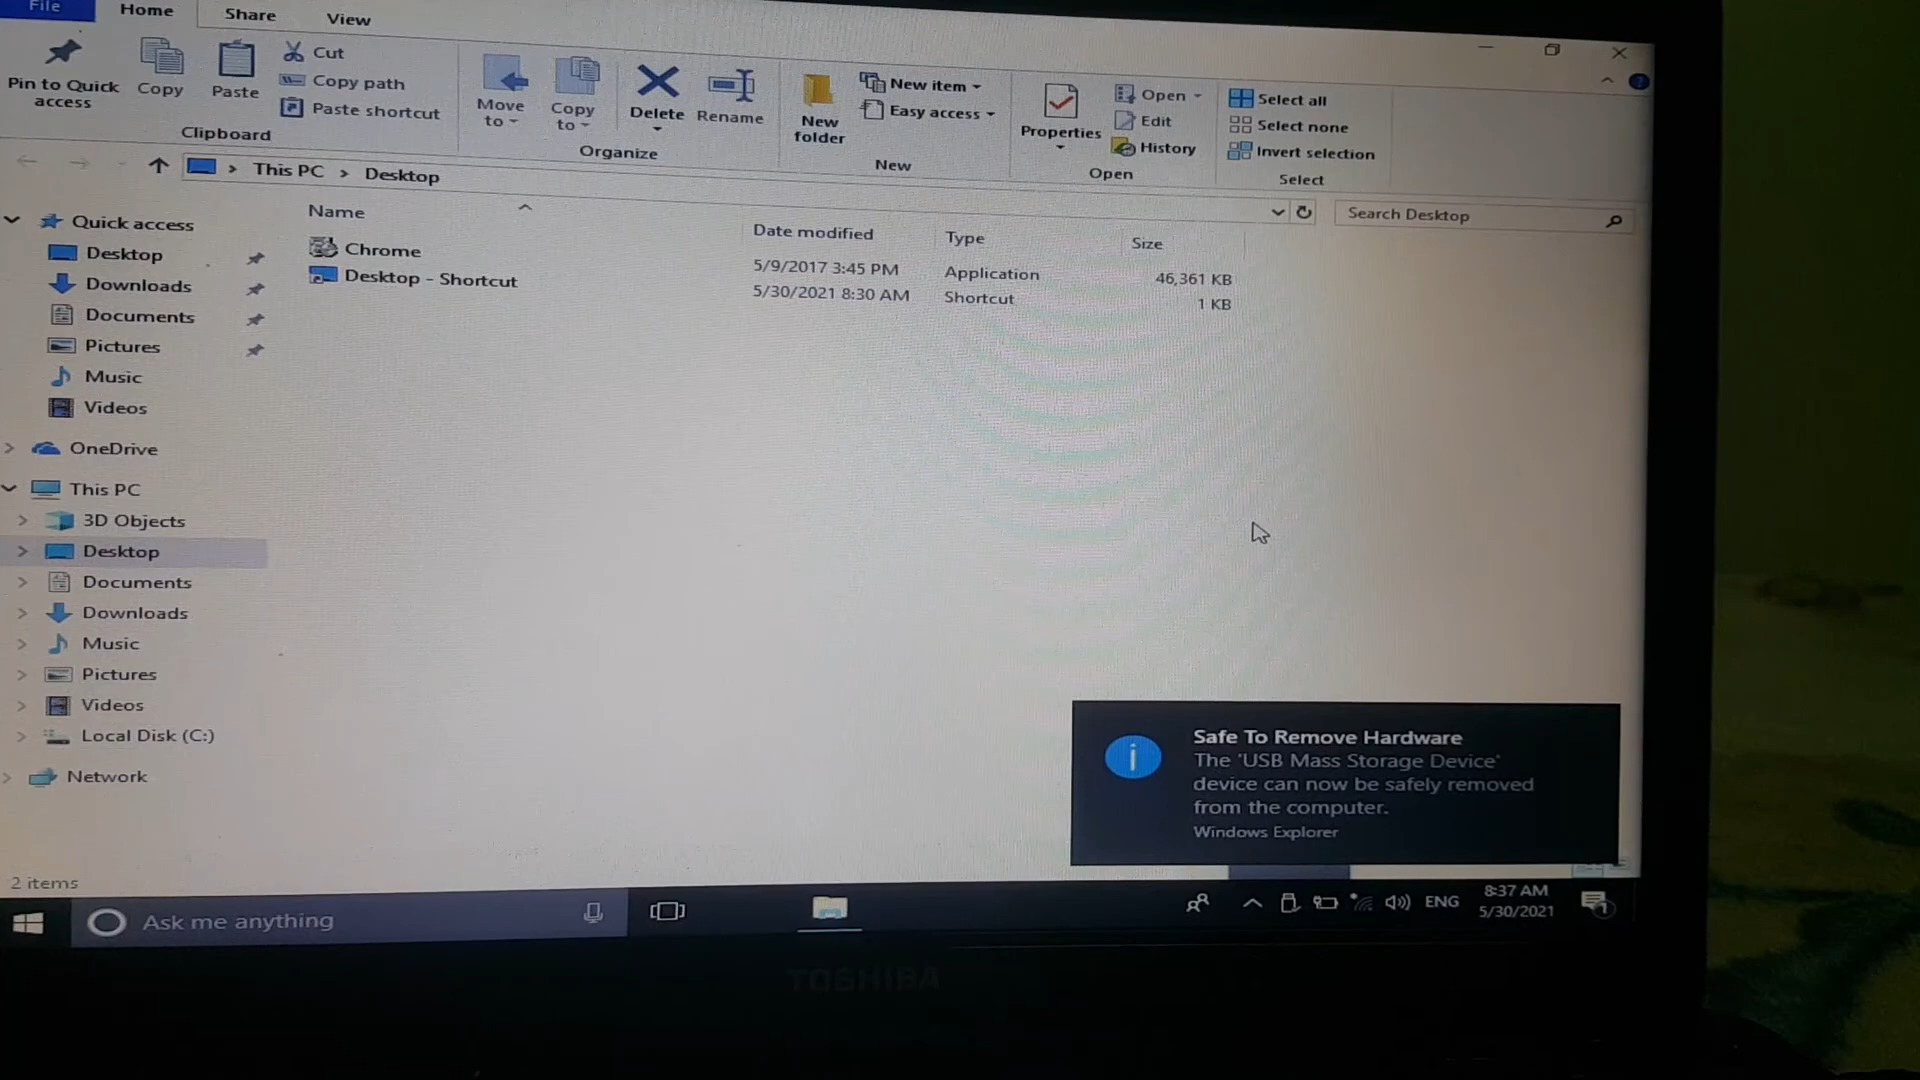 File Home Share View
Pin to Quick access
Copy
Paste
Cut
Copy path
Paste shortcut
Clipboard
Move to
Copy to
Delete
Rename
Organize
New folder
New item
Easy access
New
Properties
Open
Edit
History
Open
Select all
Select none
Invert selection
Select
This PC > Desktop
Search Desktop
Name Date modified Type Size
Chrome 5/9/2017 3:45 PM Application 46,361 KB
Desktop - Shortcut 5/30/2021 8:30 AM Shortcut 1 KB
Quick access
Desktop
Downloads
Documents
Pictures
Music
Videos
OneDrive
This PC
3D Objects
Desktop
Documents
Downloads
Music
Pictures
Videos
Local Disk (C:)
Network
2 items
Safe To Remove Hardware
The 'USB Mass Storage Device'
device can now be safely removed
from the computer.
Windows Explorer
Ask me anything
ENG
8:37 AM
5/30/2021
1
TOSHIBA